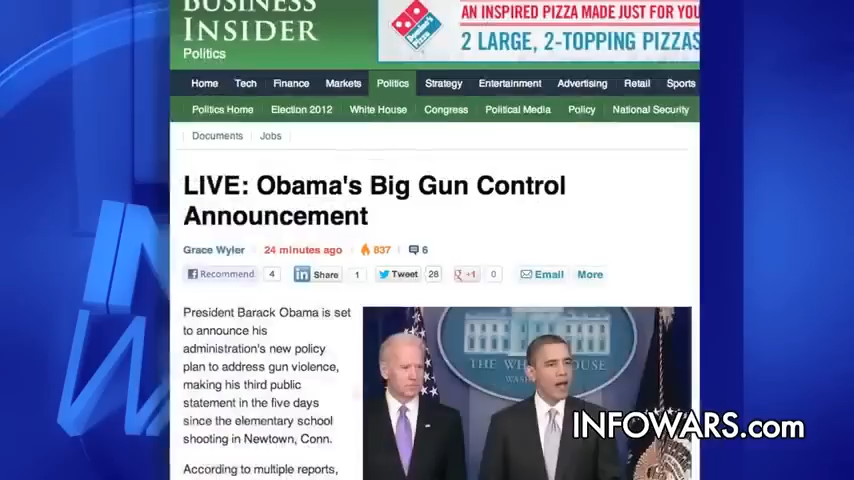 BUSINESS
INSIDER
Politics
AN INSPIRED PIZZA MADE JUST FOR YOU
Domino's Pizza
2 LARGE, 2-TOPPING PIZZAS
Home Tech Finance Markets Politics Strategy Entertainment Advertising Retail Sports
Politics Home Election 2012 White House Congress Political Media Policy National Security
Documents Jobs
LIVE: Obama's Big Gun Control
Announcement
Grace Wyler 24 minutes ago 837 6
Recommend 4 Share 1 Tweet 28 +1 0 Email More
President Barack Obama is set
to announce his
administration's new policy
plan to address gun violence,
making his third public
statement in the five days
since the elementary school
shooting in Newtown, Conn.
According to multiple reports,
THE WHITE HOUSE
INFOWARS.com